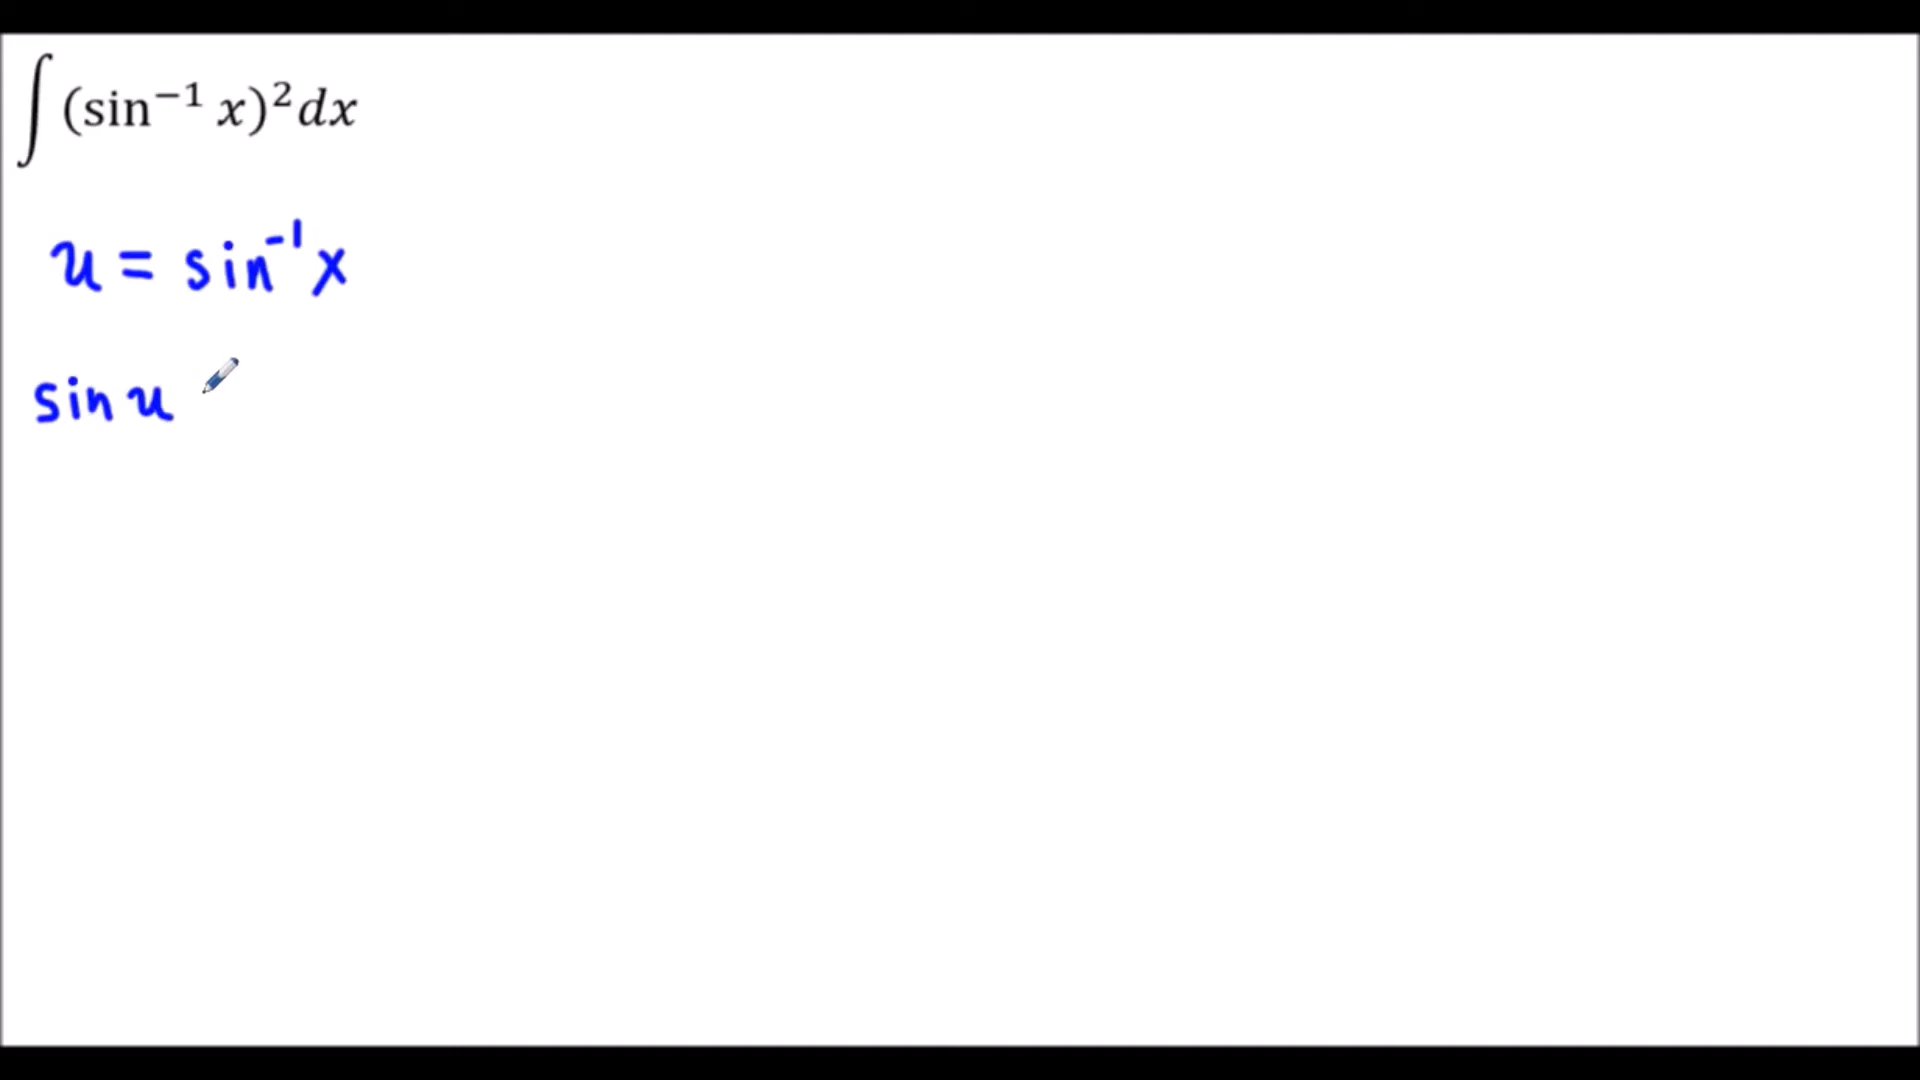 ∫(sin⁻¹ x)²dx
u = sin⁻¹x
sin u